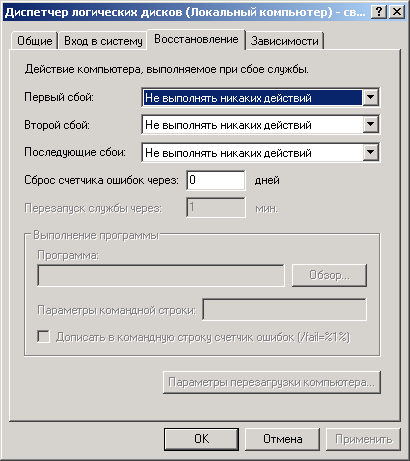 Диспетчер логических дисков (Локальный компьютер) - св...
Общие Вход в систему Восстановление Зависимости
Действие компьютера, выполняемое при сбое службы.
Первый сбой: Не выполнять никаких действий
Второй сбой: Не выполнять никаких действий
Последующие сбои: Не выполнять никаких действий
Сброс счетчика ошибок через: 0 дней
Перезапуск службы через: 1 мин.
Выполнение программы
Программа:
Обзор...
Параметры командной строки:
Дописать в командную строку счетчик ошибок (/fail=%1%)
Параметры перезагрузки компьютера...
OK Отмена Применить